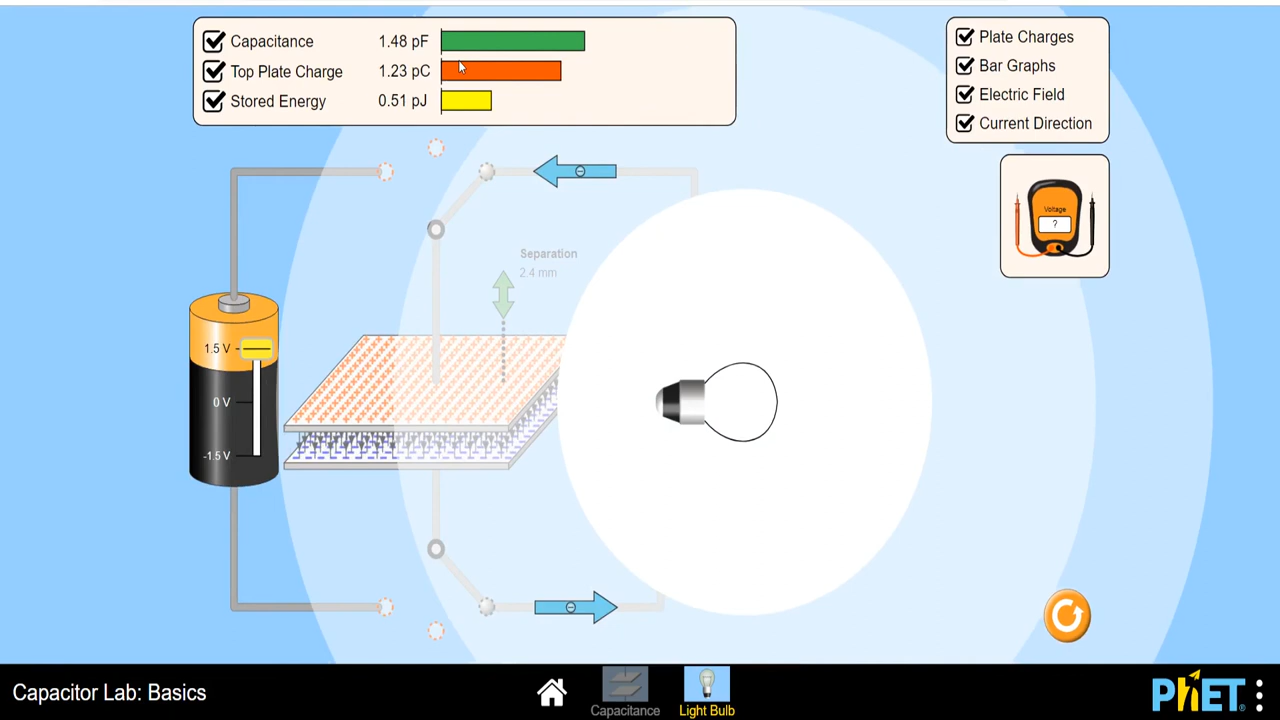 Capacitance 1.48 pF
Top Plate Charge 1.23 pC
Stored Energy 0.51 pJ
Plate Charges
Bar Graphs
Electric Field
Current Direction
Voltage
?
Separation
2.4 mm
1.5 V
0 V
-1.5 V
Capacitor Lab: Basics
Capacitance
Light Bulb
PhET